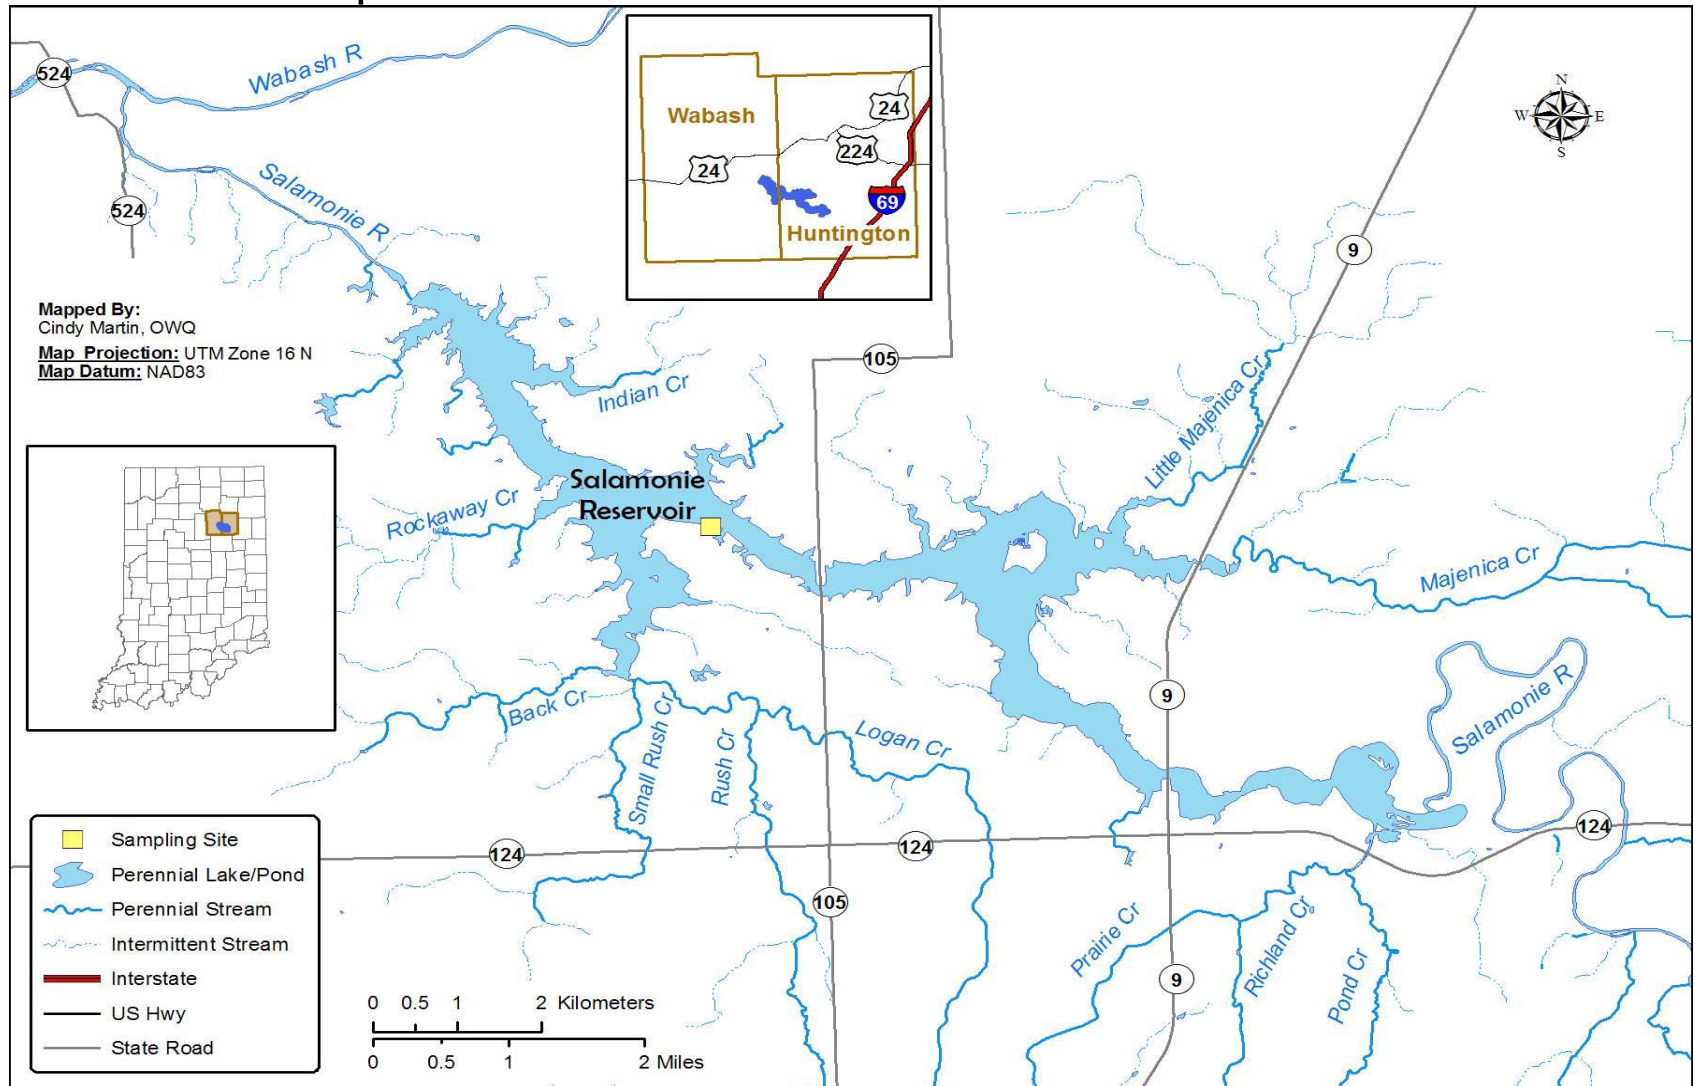 524
Wabash R
524
Salamonie R
Wabash
24
24
224
69
Huntington
N
W E
S
9
Mapped By:
Cindy Martin, OWQ
Map Projection: UTM Zone 16 N
Map Datum: NAD83
105
Indian Cr
Little Majenica Cr
Salamonie
Reservoir
Rockaway Cr
Majenica Cr
Back Cr
Small Rush Cr
Rush Cr
Logan Cr
9
Salamonie R
124
124
124
105
Prairie Cr
Richland Cr
Pond Cr
9
Sampling Site
Perennial Lake/Pond
Perennial Stream
Intermittent Stream
Interstate
US Hwy
State Road
0 0.5 1 2 Kilometers
0 0.5 1 2 Miles